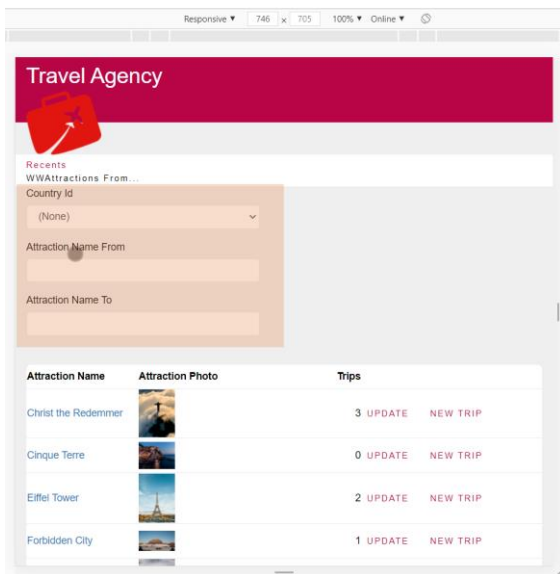 Responsive ▼ 746 x 705 100% ▼ Online ▼
Travel Agency
Recents
WWAttractions From...
Country Id
(None)
Attraction Name From
Attraction Name To
Attraction Name Attraction Photo Trips
Christ the Redemmer 3 UPDATE NEW TRIP
Cinque Terre 0 UPDATE NEW TRIP
Eiffel Tower 2 UPDATE NEW TRIP
Forbidden City 1 UPDATE NEW TRIP